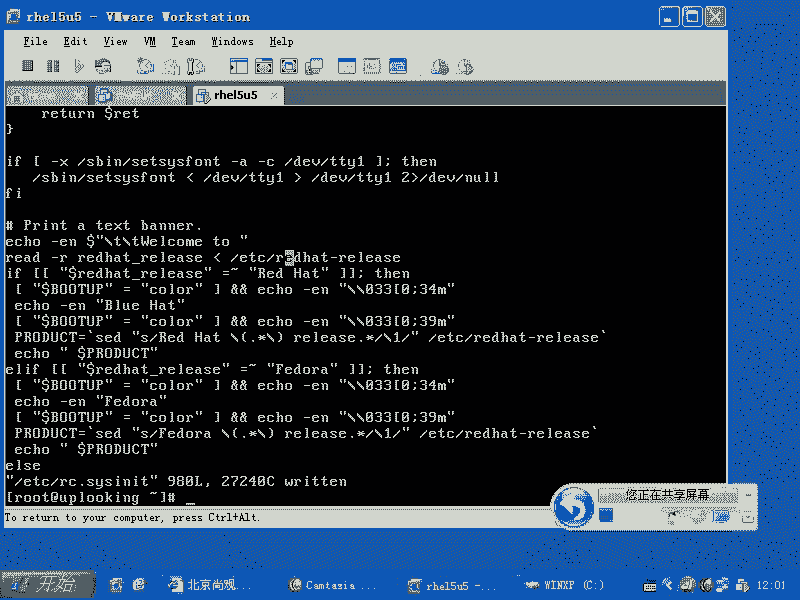 rhel5u5 - VMware Workstation
File Edit View VM Team Windows Help
rhel5u5
    return $ret
}
if [ -x /sbin/setsysfont -a -c /dev/tty1 ]; then
   /sbin/setsysfont < /dev/tty1 > /dev/tty1 2>/dev/null
fi
# Print a text banner.
echo -en $"\t\tWelcome to "
read -r redhat_release < /etc/redhat-release
if [[ "$redhat_release" =~ "Red Hat" ]]; then
 [ "$BOOTUP" = "color" ] && echo -en "\\033[0;34m"
 echo -en "Blue Hat"
 [ "$BOOTUP" = "color" ] && echo -en "\\033[0;39m"
 PRODUCT=`sed "s/Red Hat \(.*\) release.*/\1/" /etc/redhat-release`
 echo " $PRODUCT"
elif [[ "$redhat_release" =~ "Fedora" ]]; then
 [ "$BOOTUP" = "color" ] && echo -en "\\033[0;34m"
 echo -en "Fedora"
 [ "$BOOTUP" = "color" ] && echo -en "\\033[0;39m"
 PRODUCT=`sed "s/Fedora \(.*\) release.*/\1/" /etc/redhat-release`
 echo " $PRODUCT"
else
"/etc/rc.sysinit" 980L, 27240C written
[root@uplooking ~]# _
您正在共享屏幕
To return to your computer, press Ctrl+Alt.
开始 北京尚观... Camtasia ... rhel5u5 -... WINXP (C:) 12:01